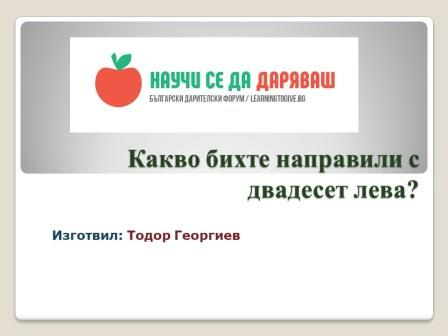 НАУЧИ СЕ ДА ДАРЯВАШ
БЪЛГАРСКИ ДАРИТЕЛСКИ ФОРУМ / LEARNINGTOGIVE.BG
Какво бихте направили с
двадесет лева?
Изготвил: Тодор Георгиев